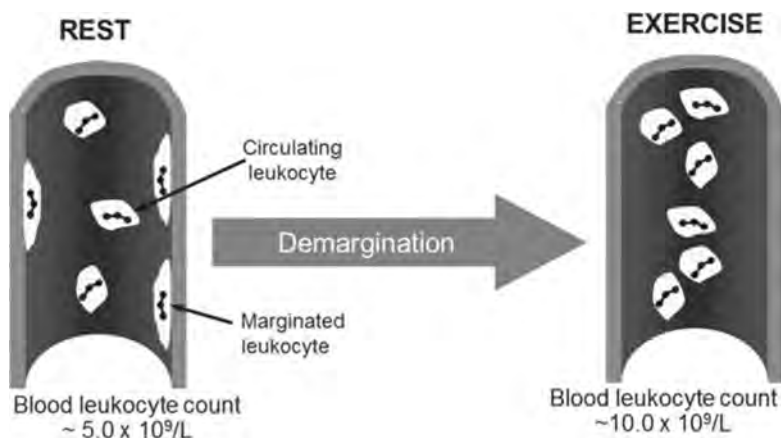 REST
EXERCISE
Circulating
leukocyte
Demargination
Marginated
leukocyte
Blood leukocyte count
~ 5.0 x 10⁹/L
Blood leukocyte count
~10.0 x 10⁹/L